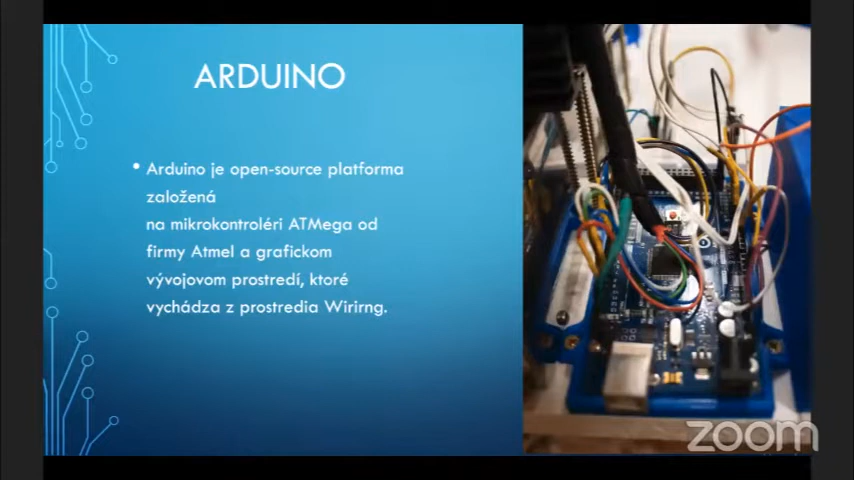 ARDUINO
• Arduino je open-source platforma
založená
na mikrokontroléri ATMega od
firmy Atmel a grafickom
vývojovom prostredí, ktoré
vychádza z prostredia Wirirng.
zoom